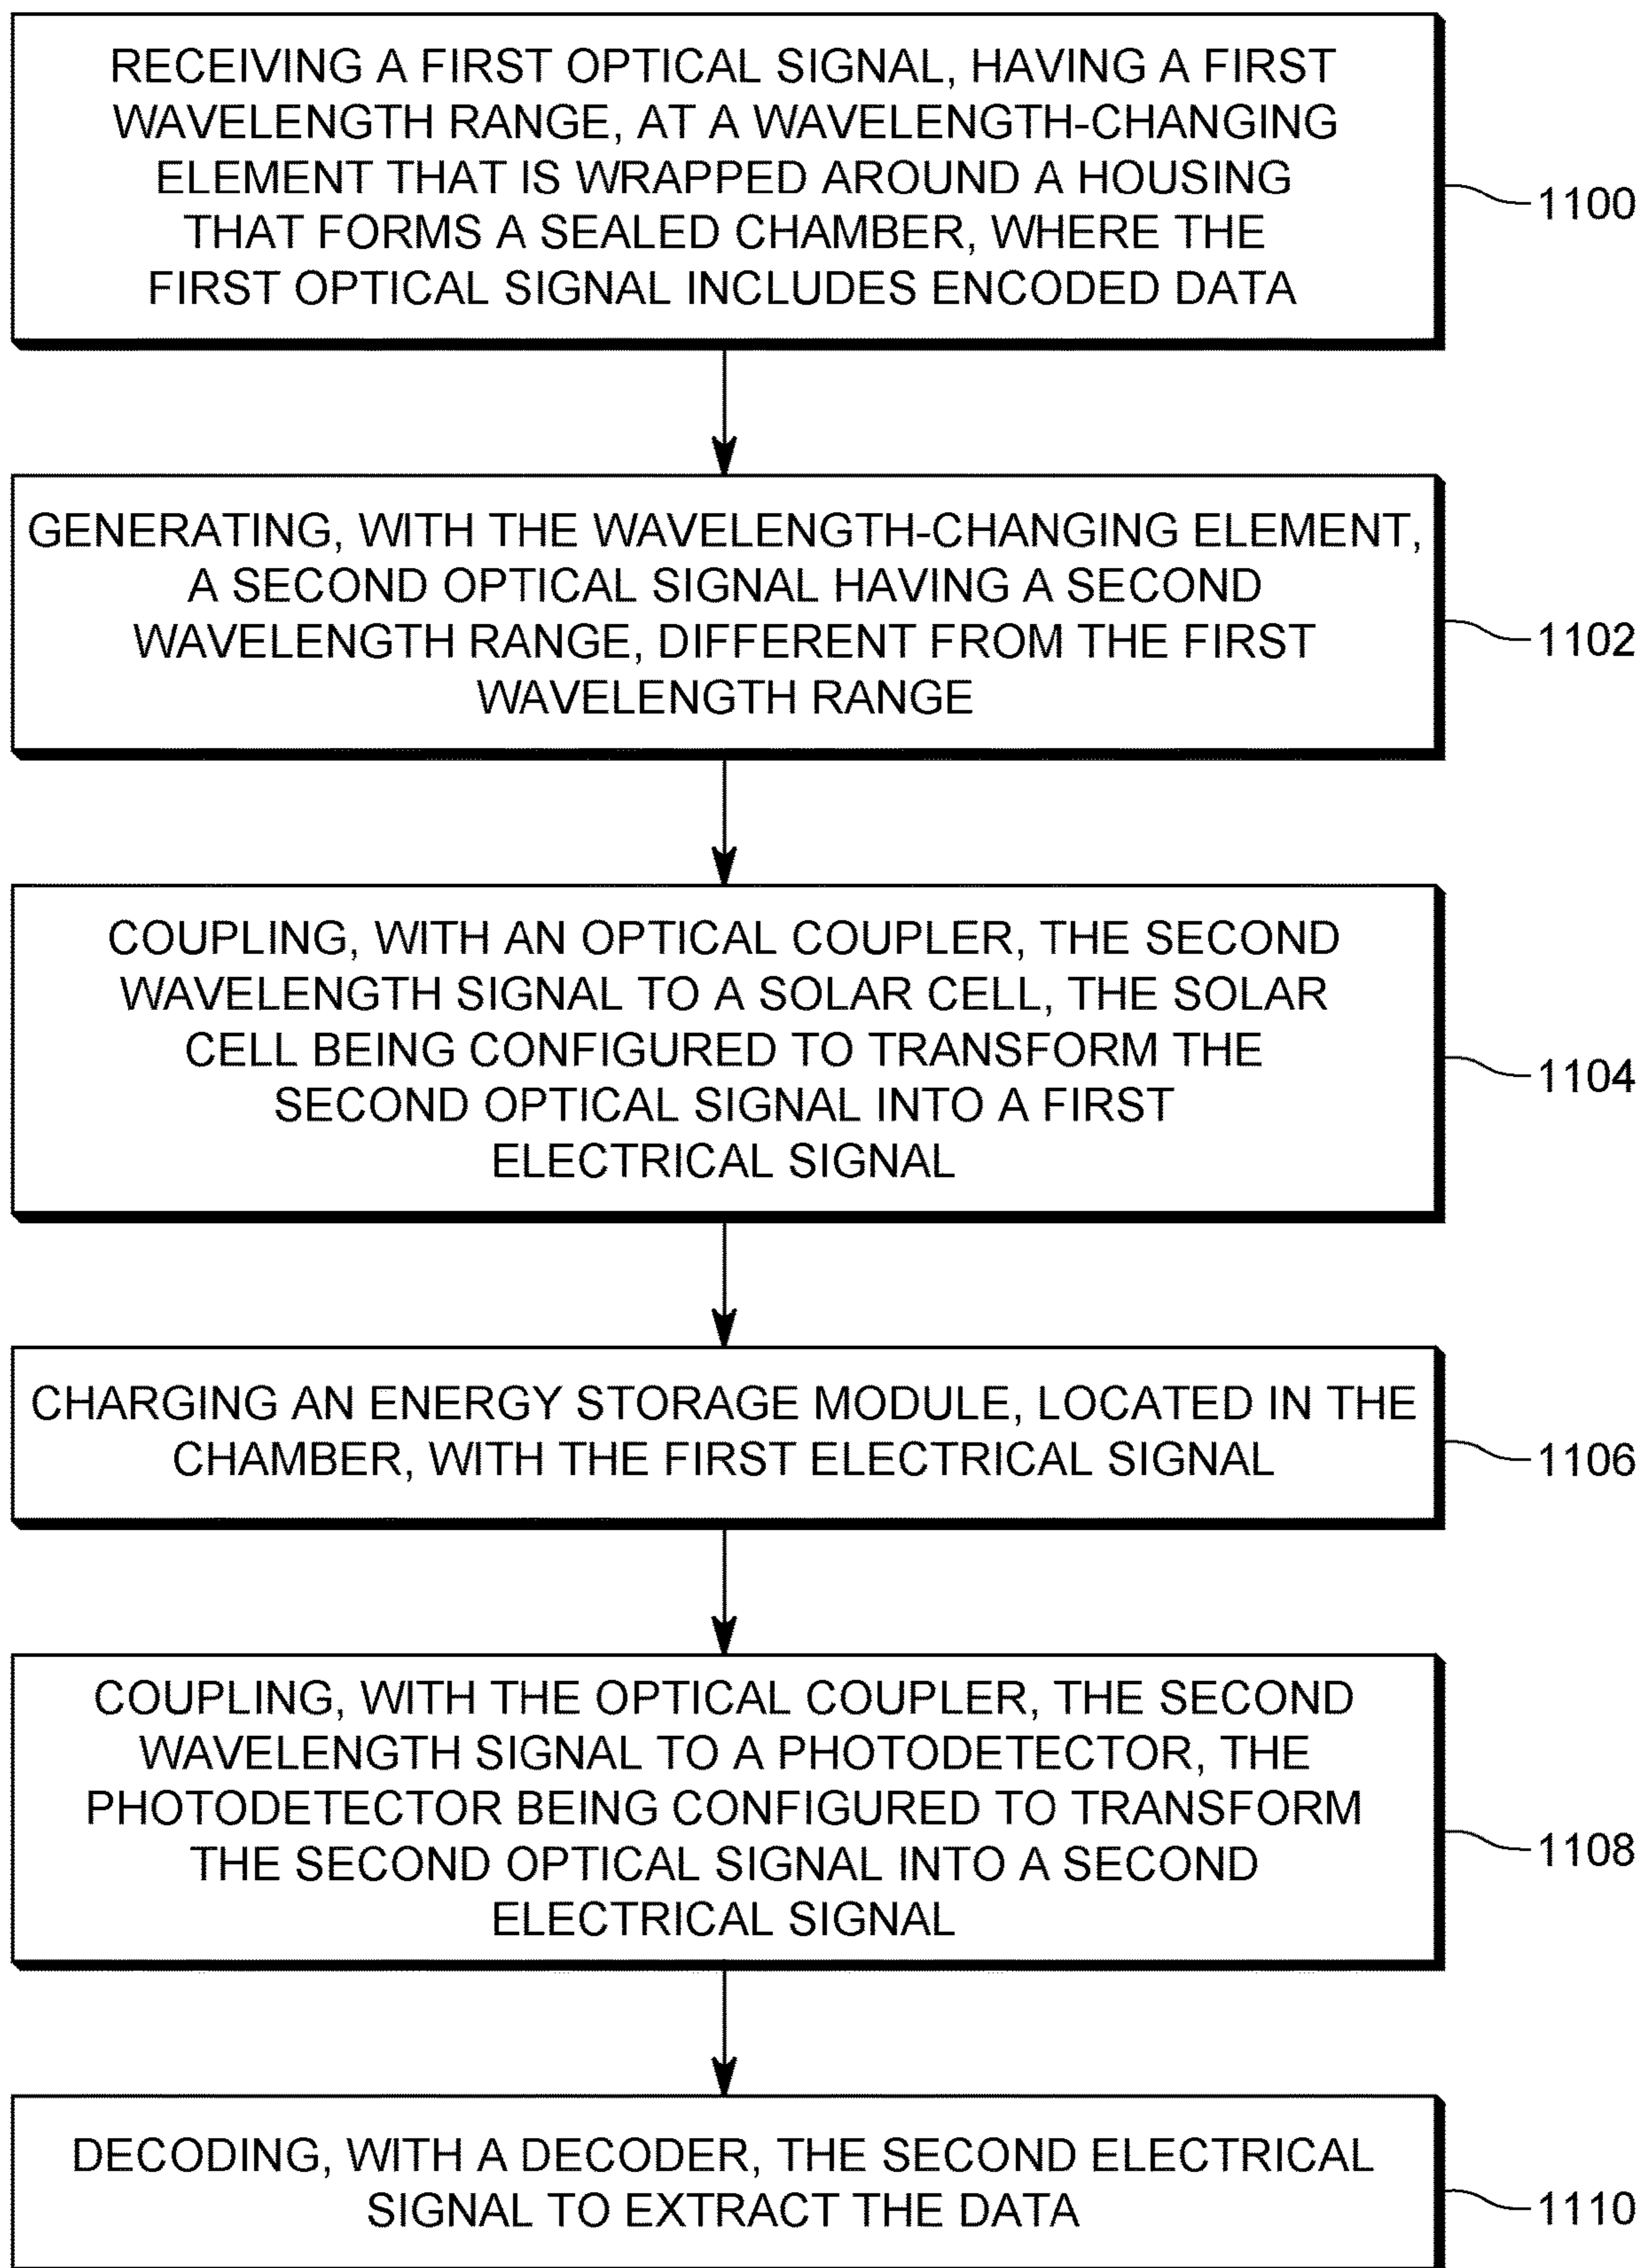 RECEIVING A FIRST OPTICAL SIGNAL, HAVING A FIRST
WAVELENGTH RANGE, AT A WAVELENGTH-CHANGING
ELEMENT THAT IS WRAPPED AROUND A HOUSING
THAT FORMS A SEALED CHAMBER, WHERE THE
FIRST OPTICAL SIGNAL INCLUDES ENCODED DATA
1100
GENERATING, WITH THE WAVELENGTH-CHANGING ELEMENT,
A SECOND OPTICAL SIGNAL HAVING A SECOND
WAVELENGTH RANGE, DIFFERENT FROM THE FIRST
WAVELENGTH RANGE
1102
COUPLING, WITH AN OPTICAL COUPLER, THE SECOND
WAVELENGTH SIGNAL TO A SOLAR CELL, THE SOLAR
CELL BEING CONFIGURED TO TRANSFORM THE
SECOND OPTICAL SIGNAL INTO A FIRST
ELECTRICAL SIGNAL
1104
CHARGING AN ENERGY STORAGE MODULE, LOCATED IN THE
CHAMBER, WITH THE FIRST ELECTRICAL SIGNAL
1106
COUPLING, WITH THE OPTICAL COUPLER, THE SECOND
WAVELENGTH SIGNAL TO A PHOTODETECTOR, THE
PHOTODETECTOR BEING CONFIGURED TO TRANSFORM
THE SECOND OPTICAL SIGNAL INTO A SECOND
ELECTRICAL SIGNAL
1108
DECODING, WITH A DECODER, THE SECOND ELECTRICAL
SIGNAL TO EXTRACT THE DATA
1110